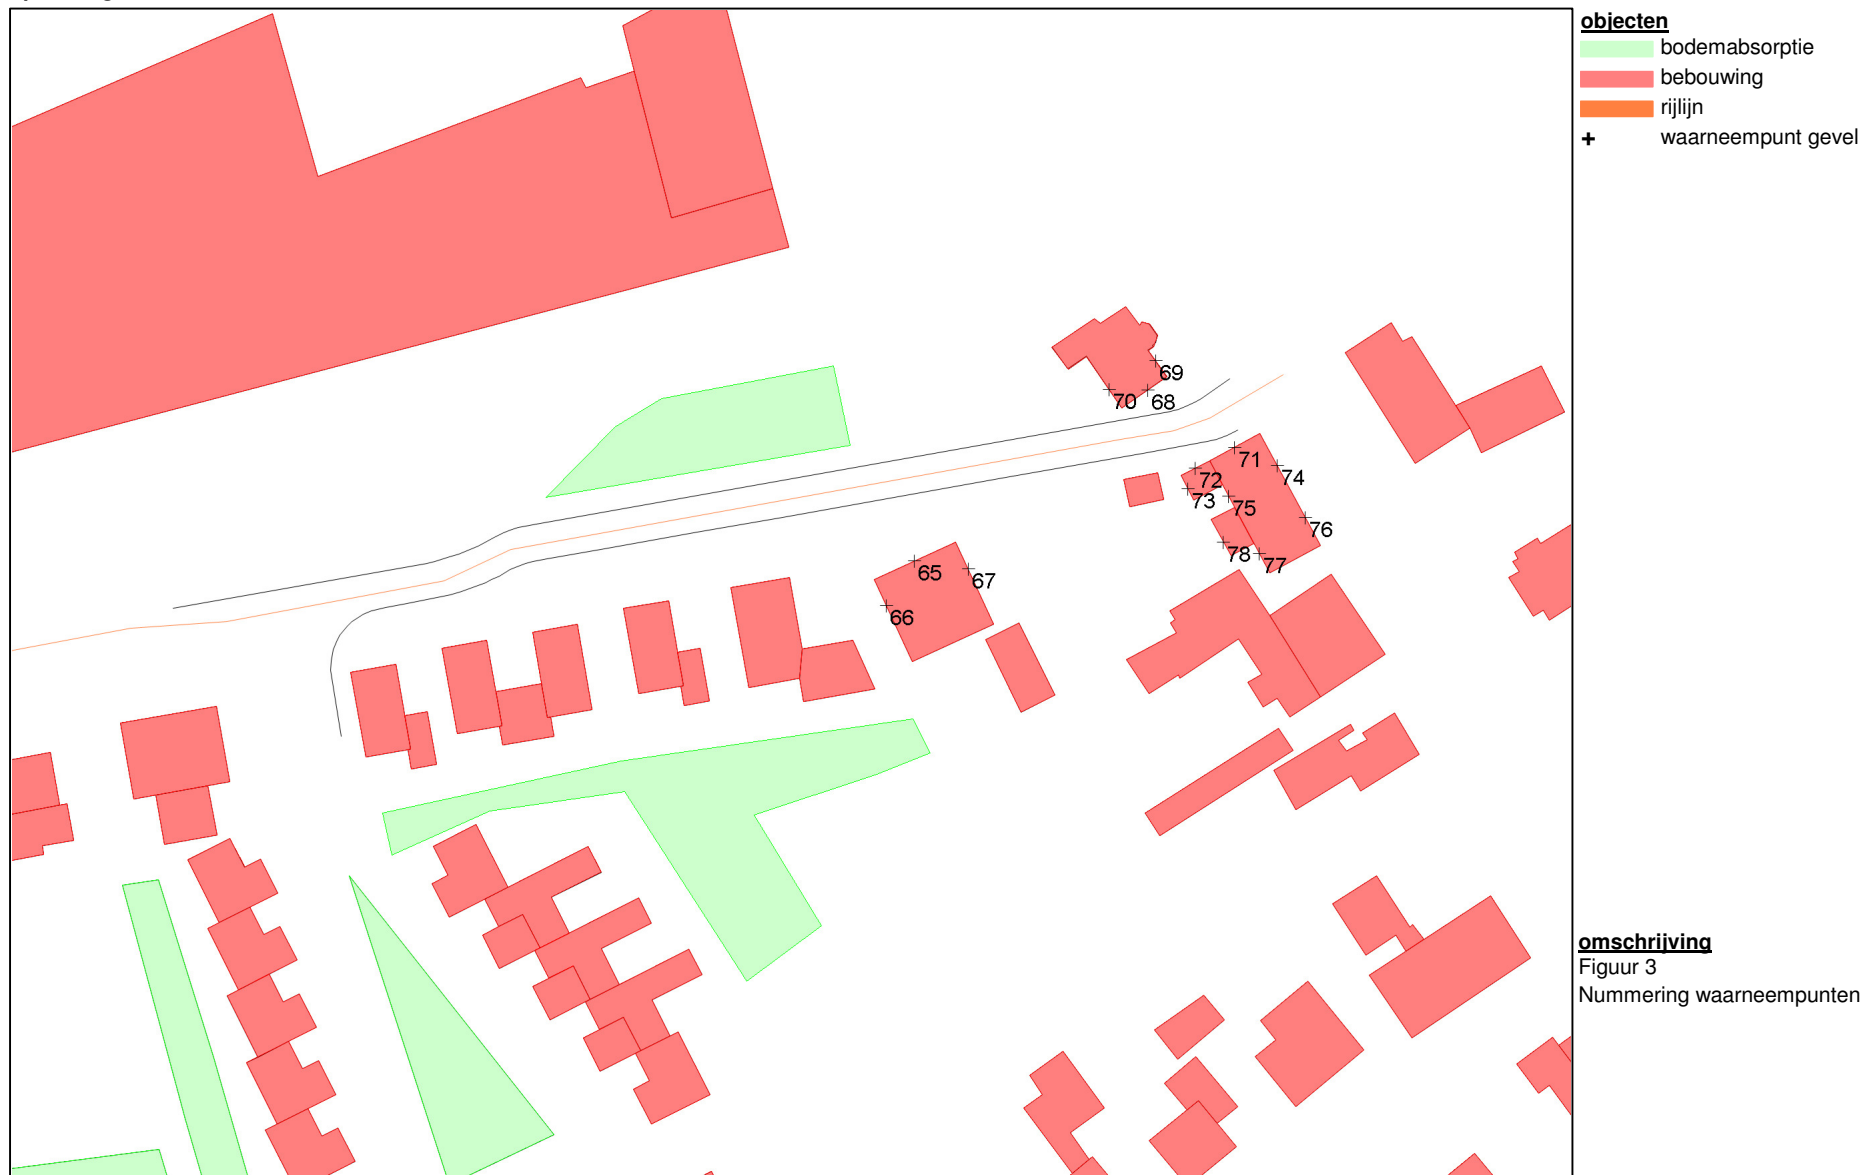 objecten
bodemabsorptie
bebouwing
rijlijn
+ waarneempunt gevel
69
70 68
71
72
74
73
75
76
78
77
65
67
66
omschrijving
Figuur 3
Nummering waarneempunten